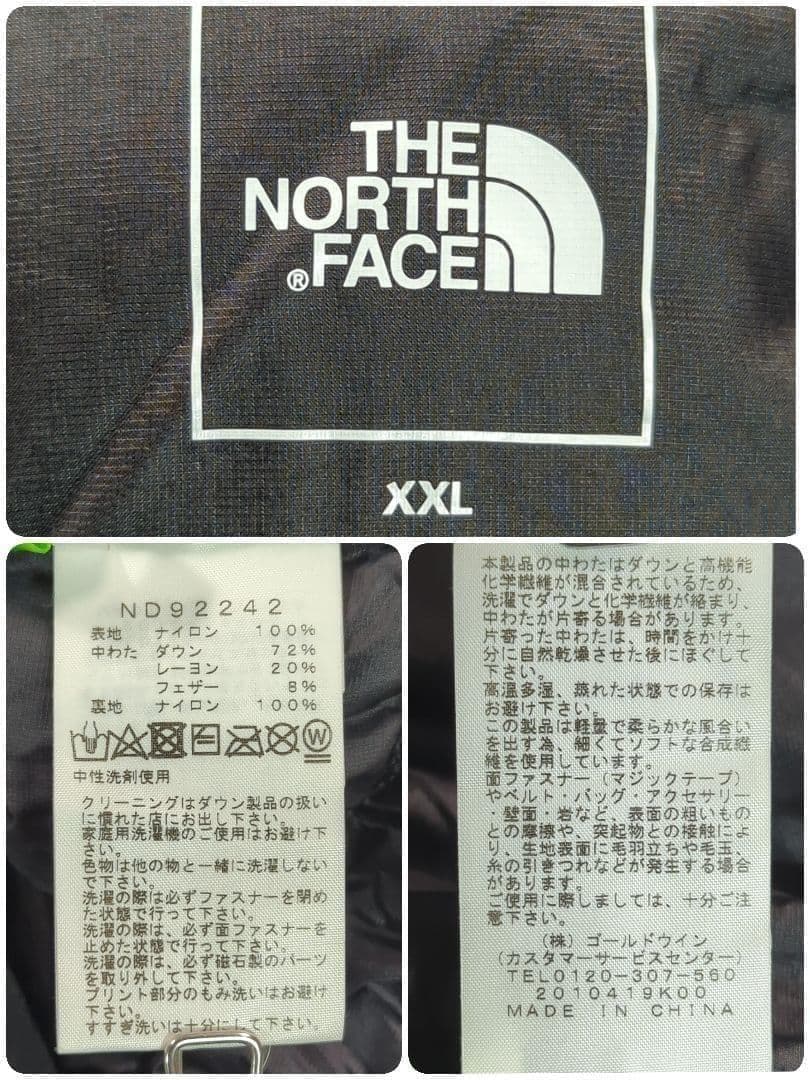 THE
NORTH
FACE
®
XXL
ND92242
表地 ナイロン 100%
中わた ダウン 72%
レーヨン 20%
フェザー 8%
裏地 ナイロン 100%
W
中性洗剤使用
クリーニングはダウン製品の扱い
に慣れた店にお出し下さい。
家庭用洗濯機のご使用はお避け下
さい。
色物は他の物と一緒に洗濯しない
で下さい。
洗濯の際は必ずファスナーを閉め
た状態で行って下さい。
洗濯の際は、必ず面ファスナーを
止めた状態で行って下さい。
洗濯の際は、必ず磁石製のパーツ
を取り外して下さい。
プリント部分のもみ洗いはお避け
下さい。
すすぎ洗いは十分にして下さい。
本製品の中わたはダウンと高機能
化学繊維が混合されているため、
洗濯でダウンと化学繊維が絡まり、
中わたが片寄る場合があります。
片寄った中わたは、時間をかけ十
分に自然乾燥させた後にほぐして
下さい。
高温多湿、蒸れた状態での保存は
お避け下さい。
この製品は軽量で柔らかな風合い
を出す為、細くてソフトな合成繊
維を使用しています。
面ファスナー(マジックテープ)
やベルト・バッグ・アクセサリー
・壁面・岩など、表面の粗いもの
との摩擦や、突起物との接触によ
り、生地表面に毛羽立ちや毛玉、
糸の引きつれなどが発生する場合
があります。
ご使用に際しましては、十分ご注
意下さい。
(株)ゴールドウイン
(カスタマーサービスセンター)
TEL0120-307-560
2010419K00
MADE IN CHINA